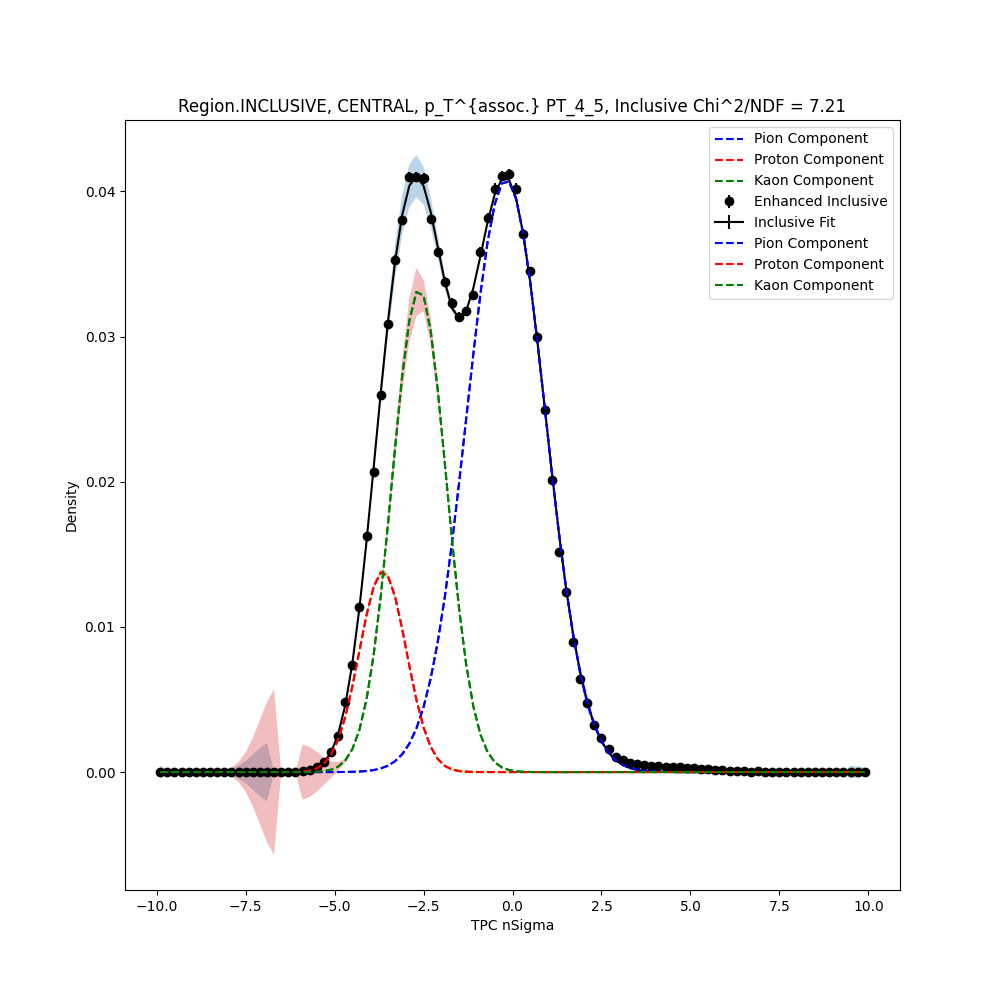 Region.INCLUSIVE, CENTRAL, p_T^{assoc.} PT_4_5, Inclusive Chi^2/NDF = 7.21
Pion Component
Proton Component
Kaon Component
Enhanced Inclusive
Inclusive Fit
Pion Component
Proton Component
Kaon Component
0.04
0.03
0.02
0.01
0.00
Density
−10.0 −7.5 −5.0 −2.5 0.0 2.5 5.0 7.5 10.0
TPC nSigma